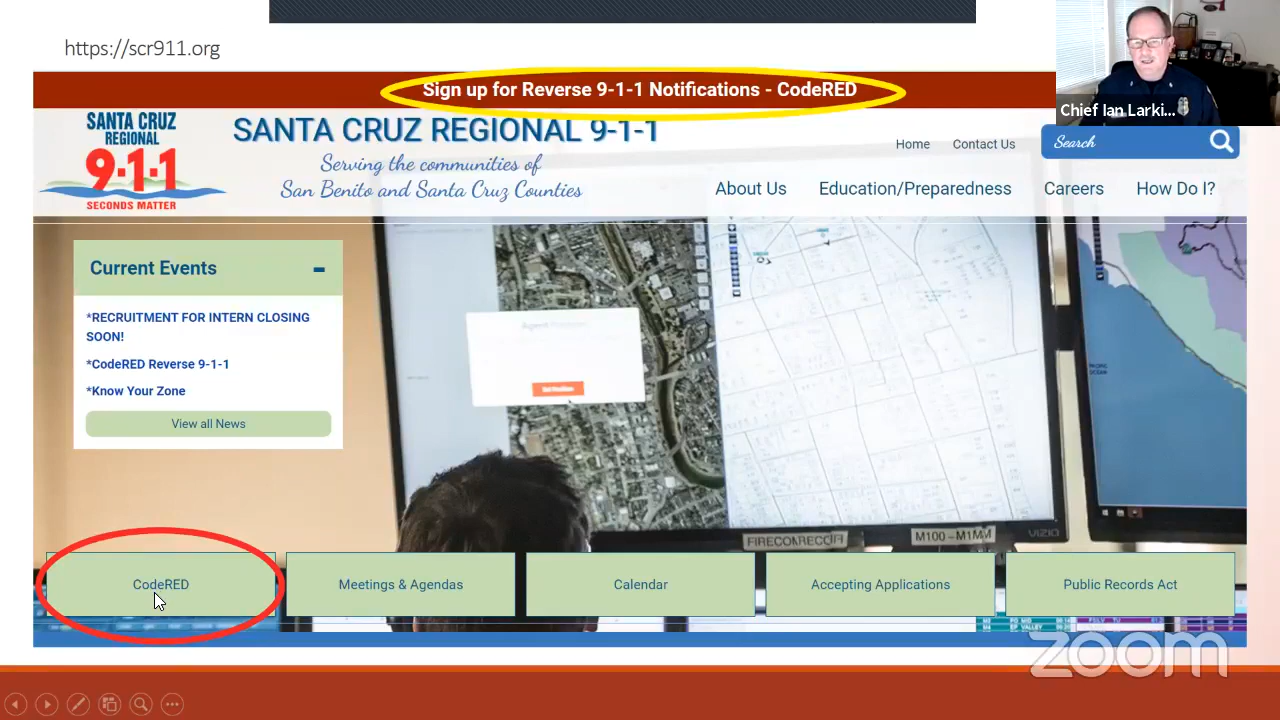 https://scr911.org
Sign up for Reverse 9-1-1 Notifications - CodeRED
Chief Ian Larki...
SANTA CRUZ
REGIONAL
9-1-1
SECONDS MATTER
SANTA CRUZ REGIONAL 9-1-1
Serving the communities of
San Benito and Santa Cruz Counties
Home
Contact Us
Search
About Us
Education/Preparedness
Careers
How Do I?
Current Events
*RECRUITMENT FOR INTERN CLOSING
SOON!
*CodeRED Reverse 9-1-1
*Know Your Zone
View all News
VIZIO
M100 - M1MM
CodeRED
Meetings & Agendas
Calendar
Accepting Applications
Public Records Act
zoom